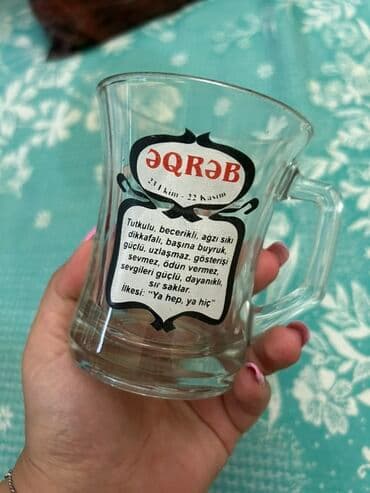 ƏQRƏB
23 Ekim - 22 Kasım
Tutkulu, becerikli, ağzı sıkı
dikkafalı, başına buyruk,
güçlü, uzlaşmaz, gösterişi
sevmez, ödün vermez,
sevgileri güçlü, dayanıklı,
sır saklar.
İlkesi: "Ya hep, ya hiç"